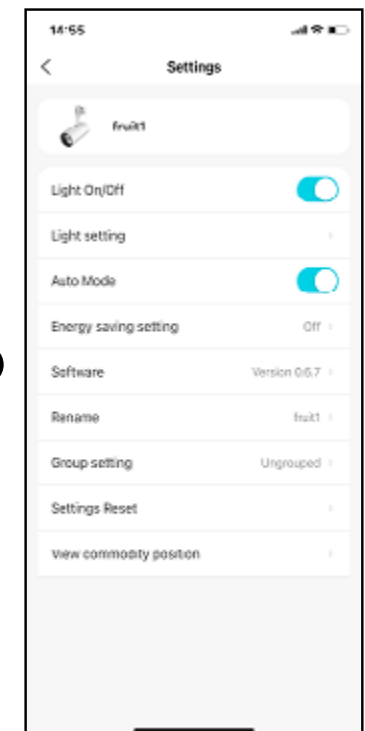 14:55
Settings
fruit1
Light On/Off
Light setting
Auto Mode
Energy saving setting Off
Software Version 0.6.7
Rename fruit1
Group setting Ungrouped
Settings Reset
View commodity position